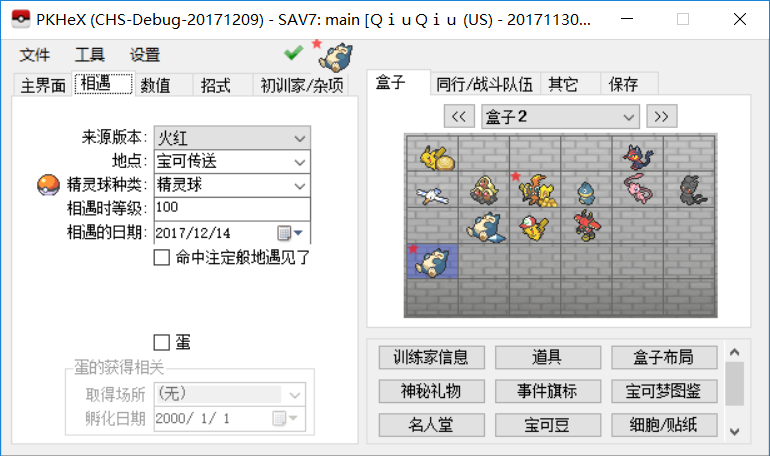 PKHeX (CHS-Debug-20171209) - SAV7: main [ＱｉｕＱｉｕ (US) - 20171130...
文件 工具 设置
主界面 相遇 数值 招式 初训家/杂项
来源版本: 火红
地点: 宝可传送
精灵球种类: 精灵球
相遇时等级: 100
相遇的日期: 2017/12/14
命中注定般地遇见了
蛋
蛋的获得相关
取得场所 (无)
孵化日期 2000/ 1/ 1
盒子 同行/战斗队伍 其它 保存
<< 盒子2 >>
训练家信息 道具 盒子布局
神秘礼物 事件旗标 宝可梦图鉴
名人堂 宝可豆 细胞/贴纸